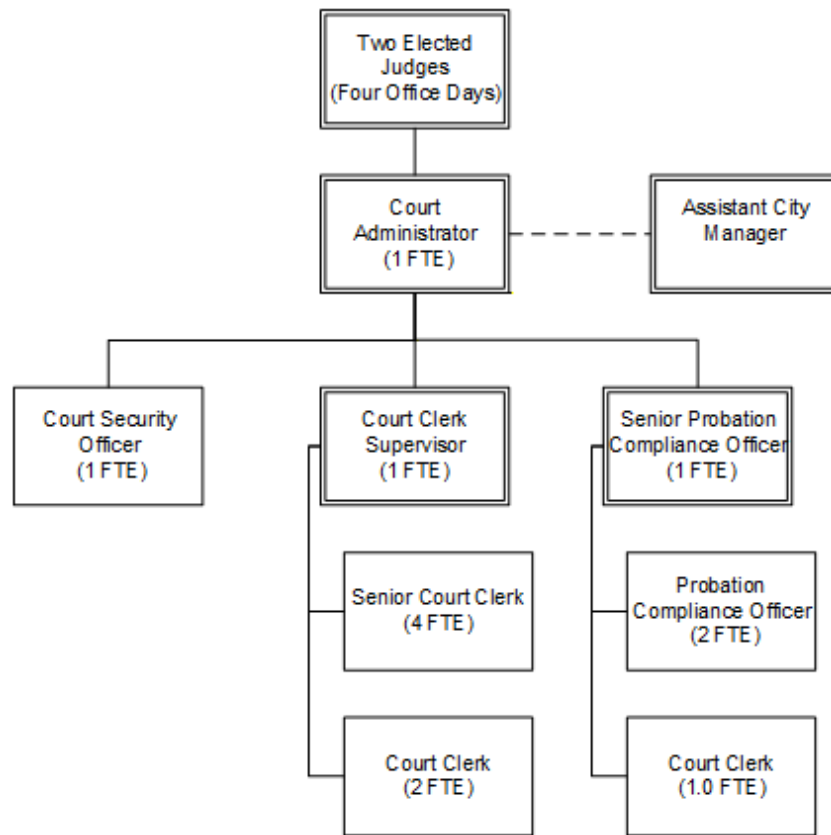 Two Elected
Judges
(Four Office Days)
Court
Administrator
(1 FTE)
Assistant City
Manager
Court Security
Officer
(1 FTE)
Court Clerk
Supervisor
(1 FTE)
Senior Probation
Compliance Officer
(1 FTE)
Senior Court Clerk
(4 FTE)
Probation
Compliance Officer
(2 FTE)
Court Clerk
(2 FTE)
Court Clerk
(1.0 FTE)